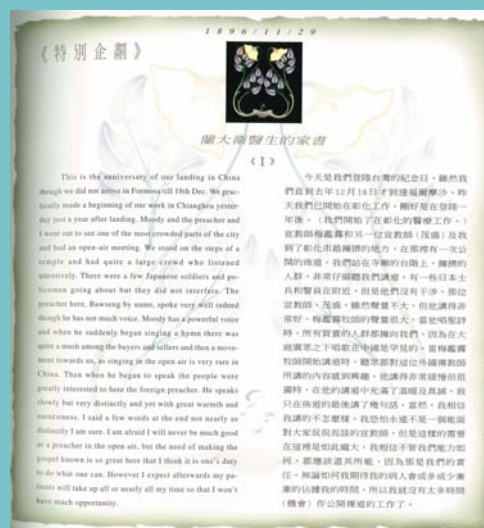 1896/11/29
《特別企劃》
蘭大衛醫生的家書
《I》
This is the anniversary of our landing in China
though we did not arrive in Formosa till 18th Dec. We prac-
tically made a beginning of our work in Chianghoa yester-
day just a year after landing. Moody and the preacher and
I went out to see one of the most crowded parts of the city
and had an open-air meeting. We stood on the steps of a
temple and had quite a large crowd who listened
attentively. There were a few Japanese soldiers and po-
licemen going about but they did not interface. The
preacher here, Bawseng by name, spoke very well indeed
though he has not much voice. Moody has a powerful voice
and when he suddenly began singing a hymn there was
quite a mush among the buyers and sellers and then a move-
ment towards us, as singing in the open air is very rare in
China. Then when he began to speak the people were
greatly interested to here the foreign preacher. He speaks
slowly but very distinctly and yet with great warmth and
earnestness. I said a few words at the end not nearly as
distinctly I am sure. I am afraid I will never be much good
as a preacher in the open air, but the need of making the
gospel known is so great here that I think it is one's duty
to do what one can. However I expect afterwards my pa-
tients will take up all or nearly all my time so that I won't
have much opportunity.
今天是我們登陸台灣的紀念日，雖然我
們直到去年12月18日才到達福爾摩沙。昨
天我們已開始在彰化工作，剛好是在登陸一
年後。（我們開始了在彰化的醫療工作。）
宣教師梅鑑霧和另一位宣教師（茂盛）及我
到了彰化市最擁擠的地方，在那裡有一次公
開的佈道。我們站在寺廟的台階上，擁擠的
人群，非常仔細聽我們講道。有一些日本士
兵和警員在附近，但是他們沒有干涉。那位
宣教師，茂盛，雖然聲量不大，但他講得非
常好。梅鑑霧牧師的聲量很大，當他唱聖詩
時，所有買賣的人群都擁向我們，因為在大
庭廣眾之下唱歌在中國是罕見的。當梅鑑霧
牧師開始講道時，聽眾都對這位外國傳教師
所講的內容感到興趣。他講得非常緩慢但很
獨特，在他的講道中充滿了溫暖及真誠。我
只在佈道的最後講了幾句話，當然，我相信
我講的不怎麼樣。我恐怕永遠不是一個能面
對大家侃侃而談的宣教師，但是這樣的需要
在這裡是如此龐大，我相信不管我們能力如
何，都應該盡其所能，因為那是我們的責
任。無論如何我期待我的病人會或多或少漸
漸的佔據我的時間，所以我就沒有太多時間
（機會）作公開傳道的工作了。